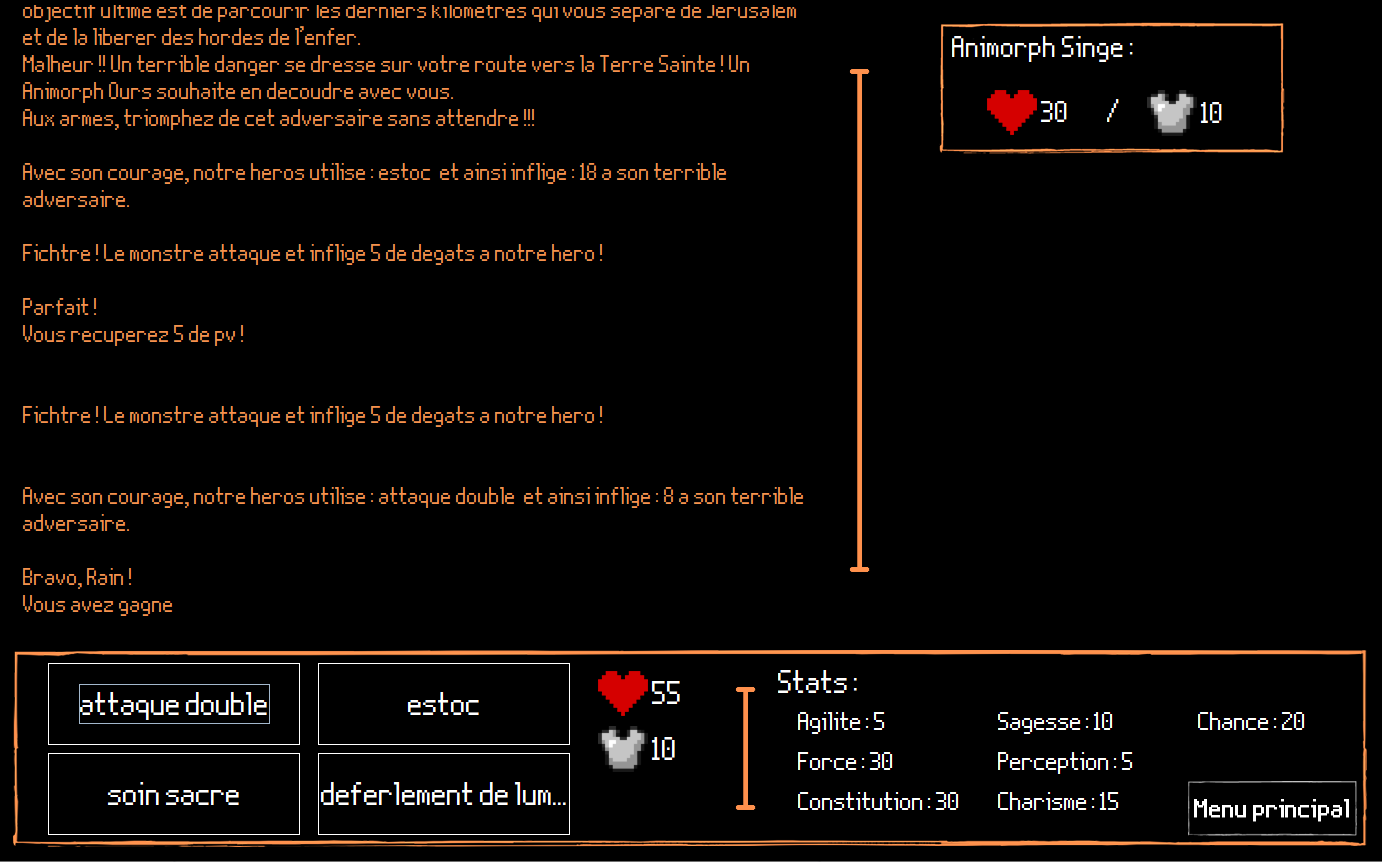 objectif ultime est de parcourir les derniers kilometres qui vous separe de Jerusalem
et de la liberer des hordes de l'enfer.
Malheur !! Un terrible danger se dresse sur votre route vers la Terre Sainte ! Un
Animorph Ours souhaite en decoudre avec vous.
Aux armes, triomphez de cet adversaire sans attendre !!!
Avec son courage, notre heros utilise : estoc et ainsi inflige : 18 a son terrible
adversaire.
Fichtre ! Le monstre attaque et inflige 5 de degats a notre hero !
Parfait !
Vous recuperez 5 de pv !
Fichtre ! Le monstre attaque et inflige 5 de degats a notre hero !
Avec son courage, notre heros utilise : attaque double et ainsi inflige : 8 a son terrible
adversaire.
Bravo, Rain !
Vous avez gagne
Animorph Singe :
30 / 10
attaque double
estoc
soin sacre
deferlement de lum...
55
10
Stats :
Agilite : 5
Sagesse : 10
Chance : 20
Force : 30
Perception : 5
Constitution : 30
Charisme : 15
Menu principal